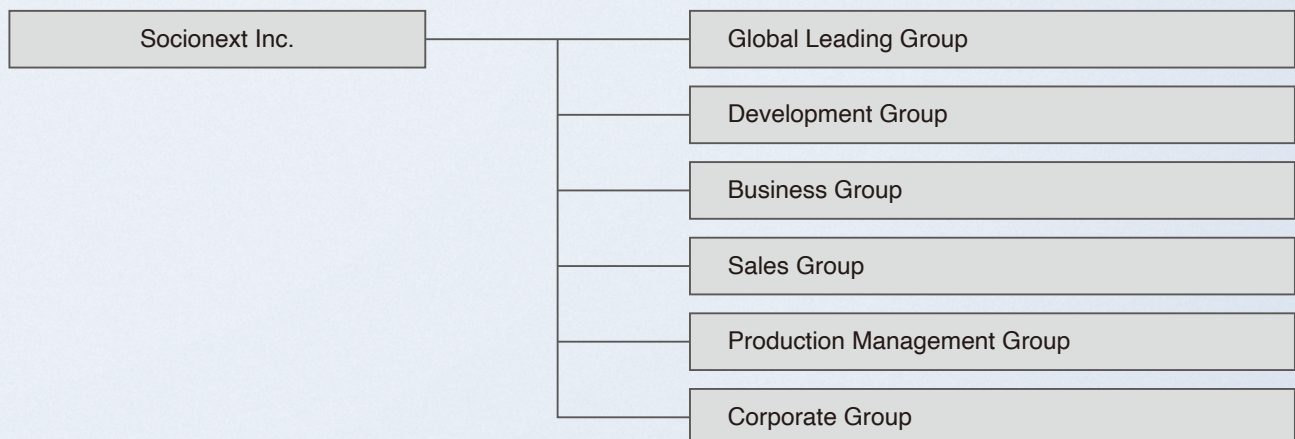 Socionext Inc.
Global Leading Group
Development Group
Business Group
Sales Group
Production Management Group
Corporate Group